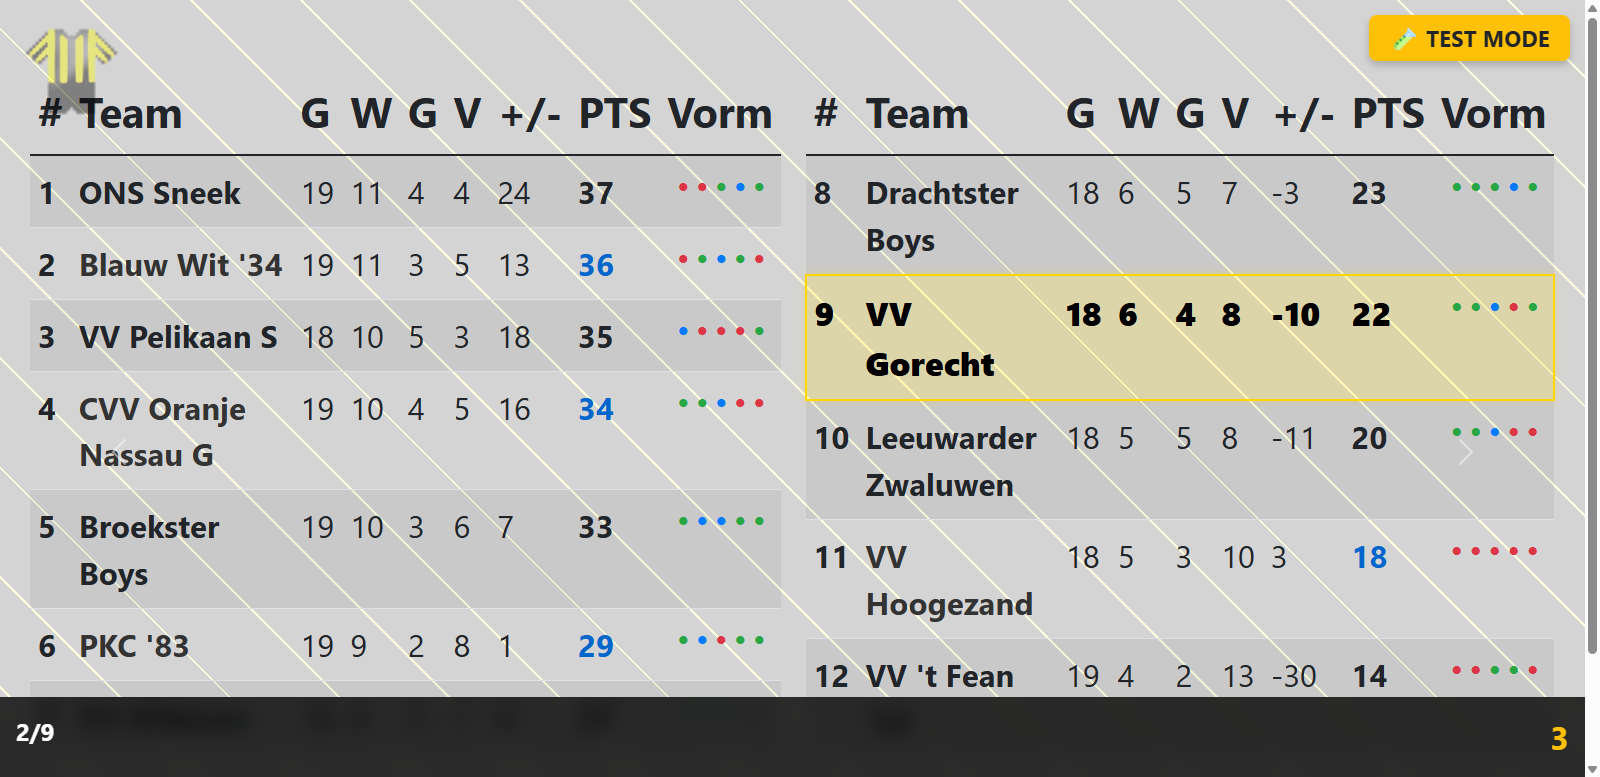 TEST MODE
# Team G W G V +/- PTS Vorm
1 ONS Sneek 19 11 4 4 24 37
2 Blauw Wit '34 19 11 3 5 13 36
3 VV Pelikaan S 18 10 5 3 18 35
4 CVV Oranje 19 10 4 5 16 34
Nassau G
5 Broekster 19 10 3 6 7 33
Boys
6 PKC '83 19 9 2 8 1 29
# Team G W G V +/- PTS Vorm
8 Drachtster 18 6 5 7 -3 23
Boys
9 VV 18 6 4 8 -10 22
Gorecht
10 Leeuwarder 18 5 5 8 -11 20
Zwaluwen
11 VV 18 5 3 10 3 18
Hoogezand
12 VV 't Fean 19 4 2 13 -30 14
2/9
3